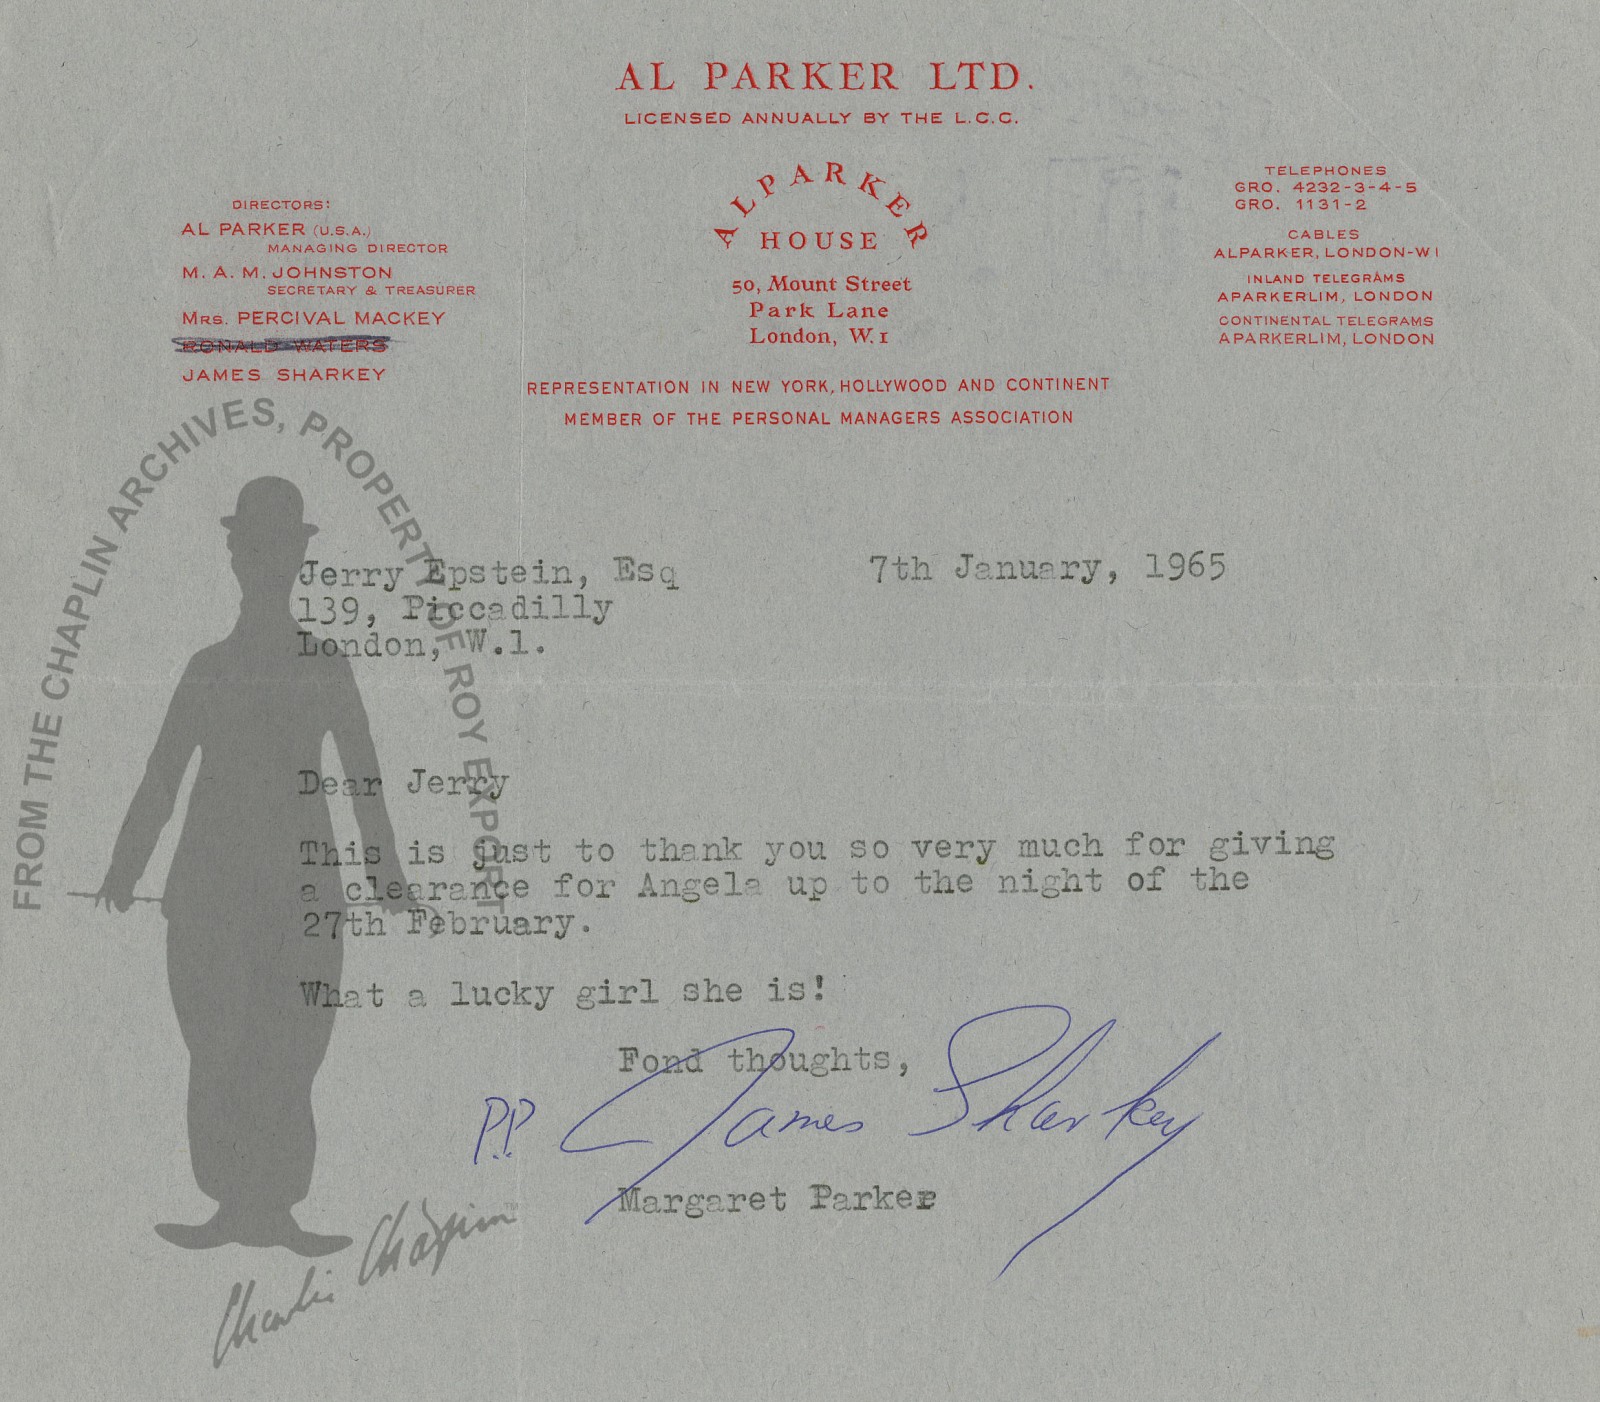 AL PARKER LTD.
LICENSED ANNUALLY BY THE L.C.C.
ALPARKER
HOUSE
50, Mount Street
Park Lane
London, W.1
DIRECTORS:
AL PARKER (U.S.A.)
MANAGING DIRECTOR
M. A. M. JOHNSTON
SECRETARY & TREASURER
MRS. PERCIVAL MACKEY
RONALD WATERS
JAMES SHARKEY
TELEPHONES
GRO. 4232-3-4-5
GRO. 1131-2
CABLES
ALPARKER, LONDON-W1
INLAND TELEGRAMS
APARKERLIM, LONDON
CONTINENTAL TELEGRAMS
APARKERLIM, LONDON
REPRESENTATION IN NEW YORK, HOLLYWOOD AND CONTINENT
MEMBER OF THE PERSONAL MANAGERS ASSOCIATION
FROM THE CHAPLIN ARCHIVES, PROPERTY OF ROY EXPORT
Jerry Epstein, Esq
7th January, 1965
139, Piccadilly
London, W.1.
Dear Jerry
This is just to thank you so very much for giving
a clearance for Angela up to the night of the
27th February.
What a lucky girl she is!
Fond thoughts,
P.P. James Sharkey
Margaret Parker
Charlie Chaplin™